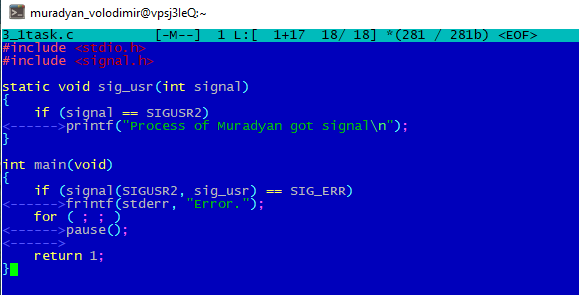 muradyan_volodimir@vpsj3leQ:~
3_1task.c          [-M--]  1 L:[  1+17  18/ 18] *(281 / 281b) <EOF>
#include <stdio.h>
#include <signal.h>
static void sig_usr(int signal)
{
    if (signal == SIGUSR2)
<------>printf("Process of Muradyan got signal\n");
}
int main(void)
{
    if (signal(SIGUSR2, sig_usr) == SIG_ERR)
<------>frintf(stderr, "Error.");
    for ( ; ; )
<------>pause();
<------>
    return 1;
}